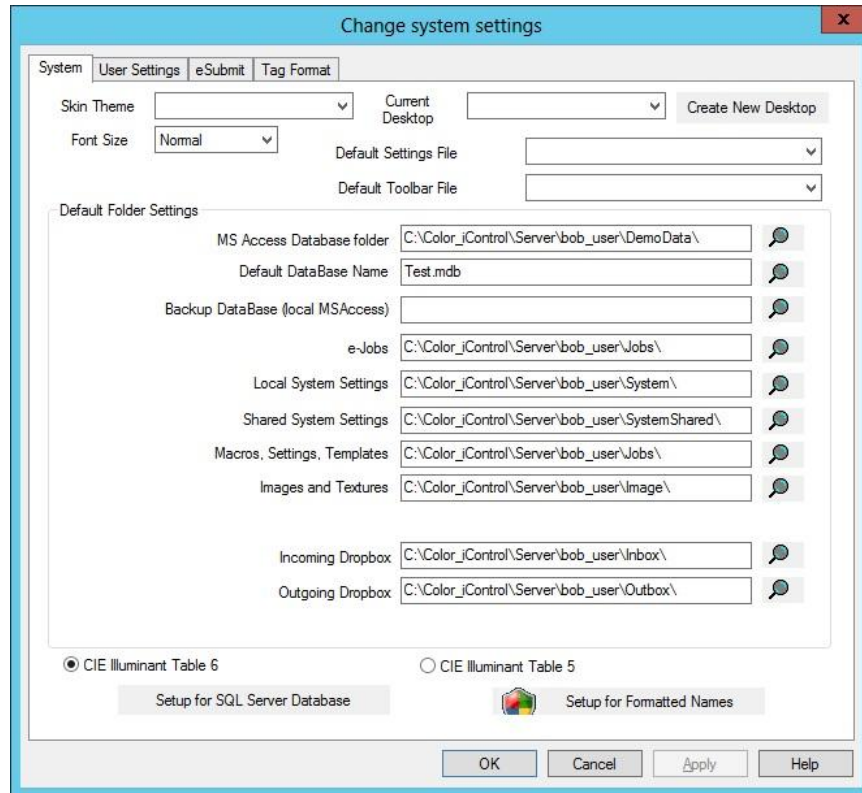 Change system settings
x
System
User Settings
eSubmit
Tag Format
Skin Theme
Current Desktop
Create New Desktop
Font Size
Normal
Default Settings File
Default Toolbar File
Default Folder Settings
MS Access Database folder
C:\Color_iControl\Server\bob_user\DemoData\
Default DataBase Name
Test.mdb
Backup DataBase (local MSAccess)
e-Jobs
C:\Color_iControl\Server\bob_user\Jobs\
Local System Settings
C:\Color_iControl\Server\bob_user\System\
Shared System Settings
C:\Color_iControl\Server\bob_user\SystemShared\
Macros, Settings, Templates
C:\Color_iControl\Server\bob_user\Jobs\
Images and Textures
C:\Color_iControl\Server\bob_user\Image\
Incoming Dropbox
C:\Color_iControl\Server\bob_user\Inbox\
Outgoing Dropbox
C:\Color_iControl\Server\bob_user\Outbox\
CIE Illuminant Table 6
CIE Illuminant Table 5
Setup for SQL Server Database
Setup for Formatted Names
OK
Cancel
Apply
Help